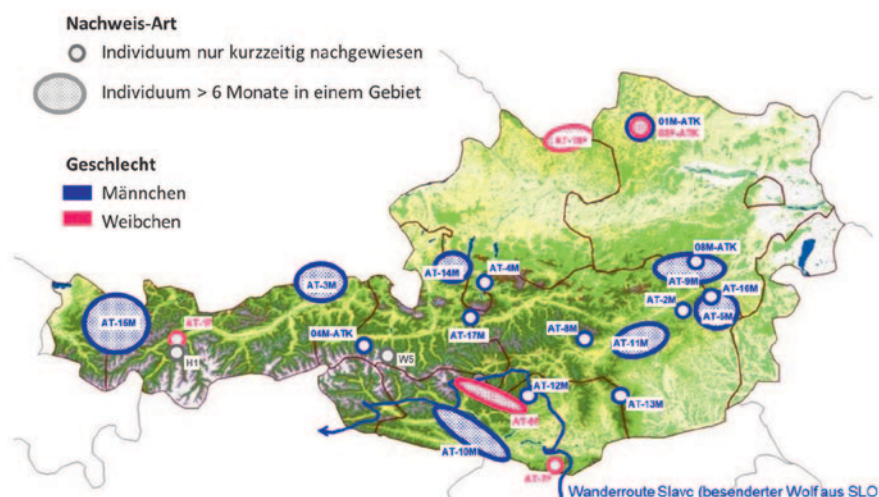 Nachweis-Art
Individuum nur kurzzeitig nachgewiesen
Individuum > 6 Monate in einem Gebiet
Geschlecht
Männchen
Weibchen
01M-ATK
AT-14M
AT-4M
08M-ATK
AT-3M
AT-9M
AT-16M
AT-2M
AT-5M
AT-15M
AT-17M
AT-8M
AT-11M
04M-ATK
H1
W5
AT-12M
AT-13M
AT-10M
Wanderroute Slavc (besenderter Wolf aus SLO